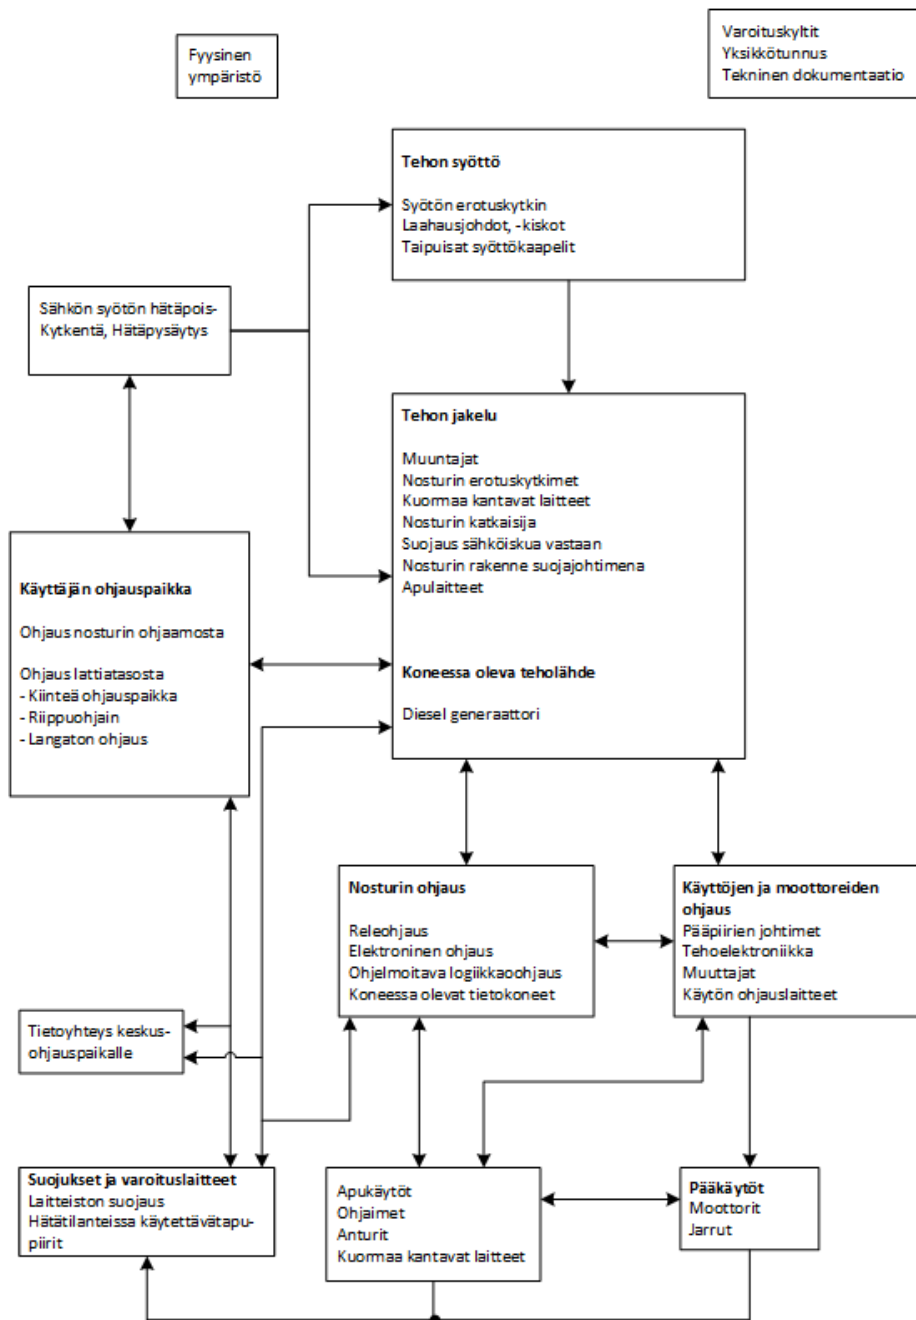 Fyysinen
ympäristö
Varoituskyltit
Yksikkötunnus
Tekninen dokumentaatio
Tehon syöttö
Syötön erotuskytkin
Laahausjohdot, -kiskot
Taipuisat syöttökaapelit
Sähkön syötön hätäpois-
Kytkentä, Hätäpysäytys
Tehon jakelu
Muuntajat
Nosturin erotuskytkimet
Kuormaa kantavat laitteet
Nosturin katkaisija
Suojaus sähköiskua vastaan
Nosturin rakenne suojajohtimena
Apulaitteet
Koneessa oleva teholähde
Diesel generaattori
Käyttäjän ohjauspaikka
Ohjaus nosturin ohjaamosta
Ohjaus lattiatasosta
- Kiinteä ohjauspaikka
- Riippuohjain
- Langaton ohjaus
Nosturin ohjaus
Releohjaus
Elektroninen ohjaus
Ohjelmoitava logiikkaoohjaus
Koneessa olevat tietokoneet
Käyttöjen ja moottoreiden
ohjaus
Pääpiirien johtimet
Tehoelektroniikka
Muuttajat
Käytön ohjauslaitteet
Tietoyhteys keskus-
ohjauspaikalle
Suojukset ja varoituslaitteet
Laitteiston suojaus
Hätätilanteissa käytettävätapu-
piirit
Apukäytöt
Ohjaimet
Anturit
Kuormaa kantavat laitteet
Pääkäytöt
Moottorit
Jarrut